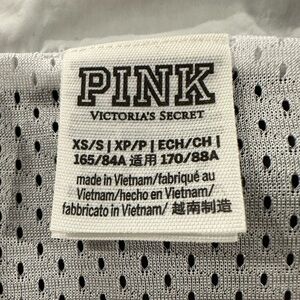 PINK
VICTORIA'S SECRET
XS/S | XP/P | ECH/CH |
165/84A 适用 170/88A
made in Vietnam/fabriqué au
Vietnam/hecho en Vietnam/
fabbricato in Vietnam/ 越南制造